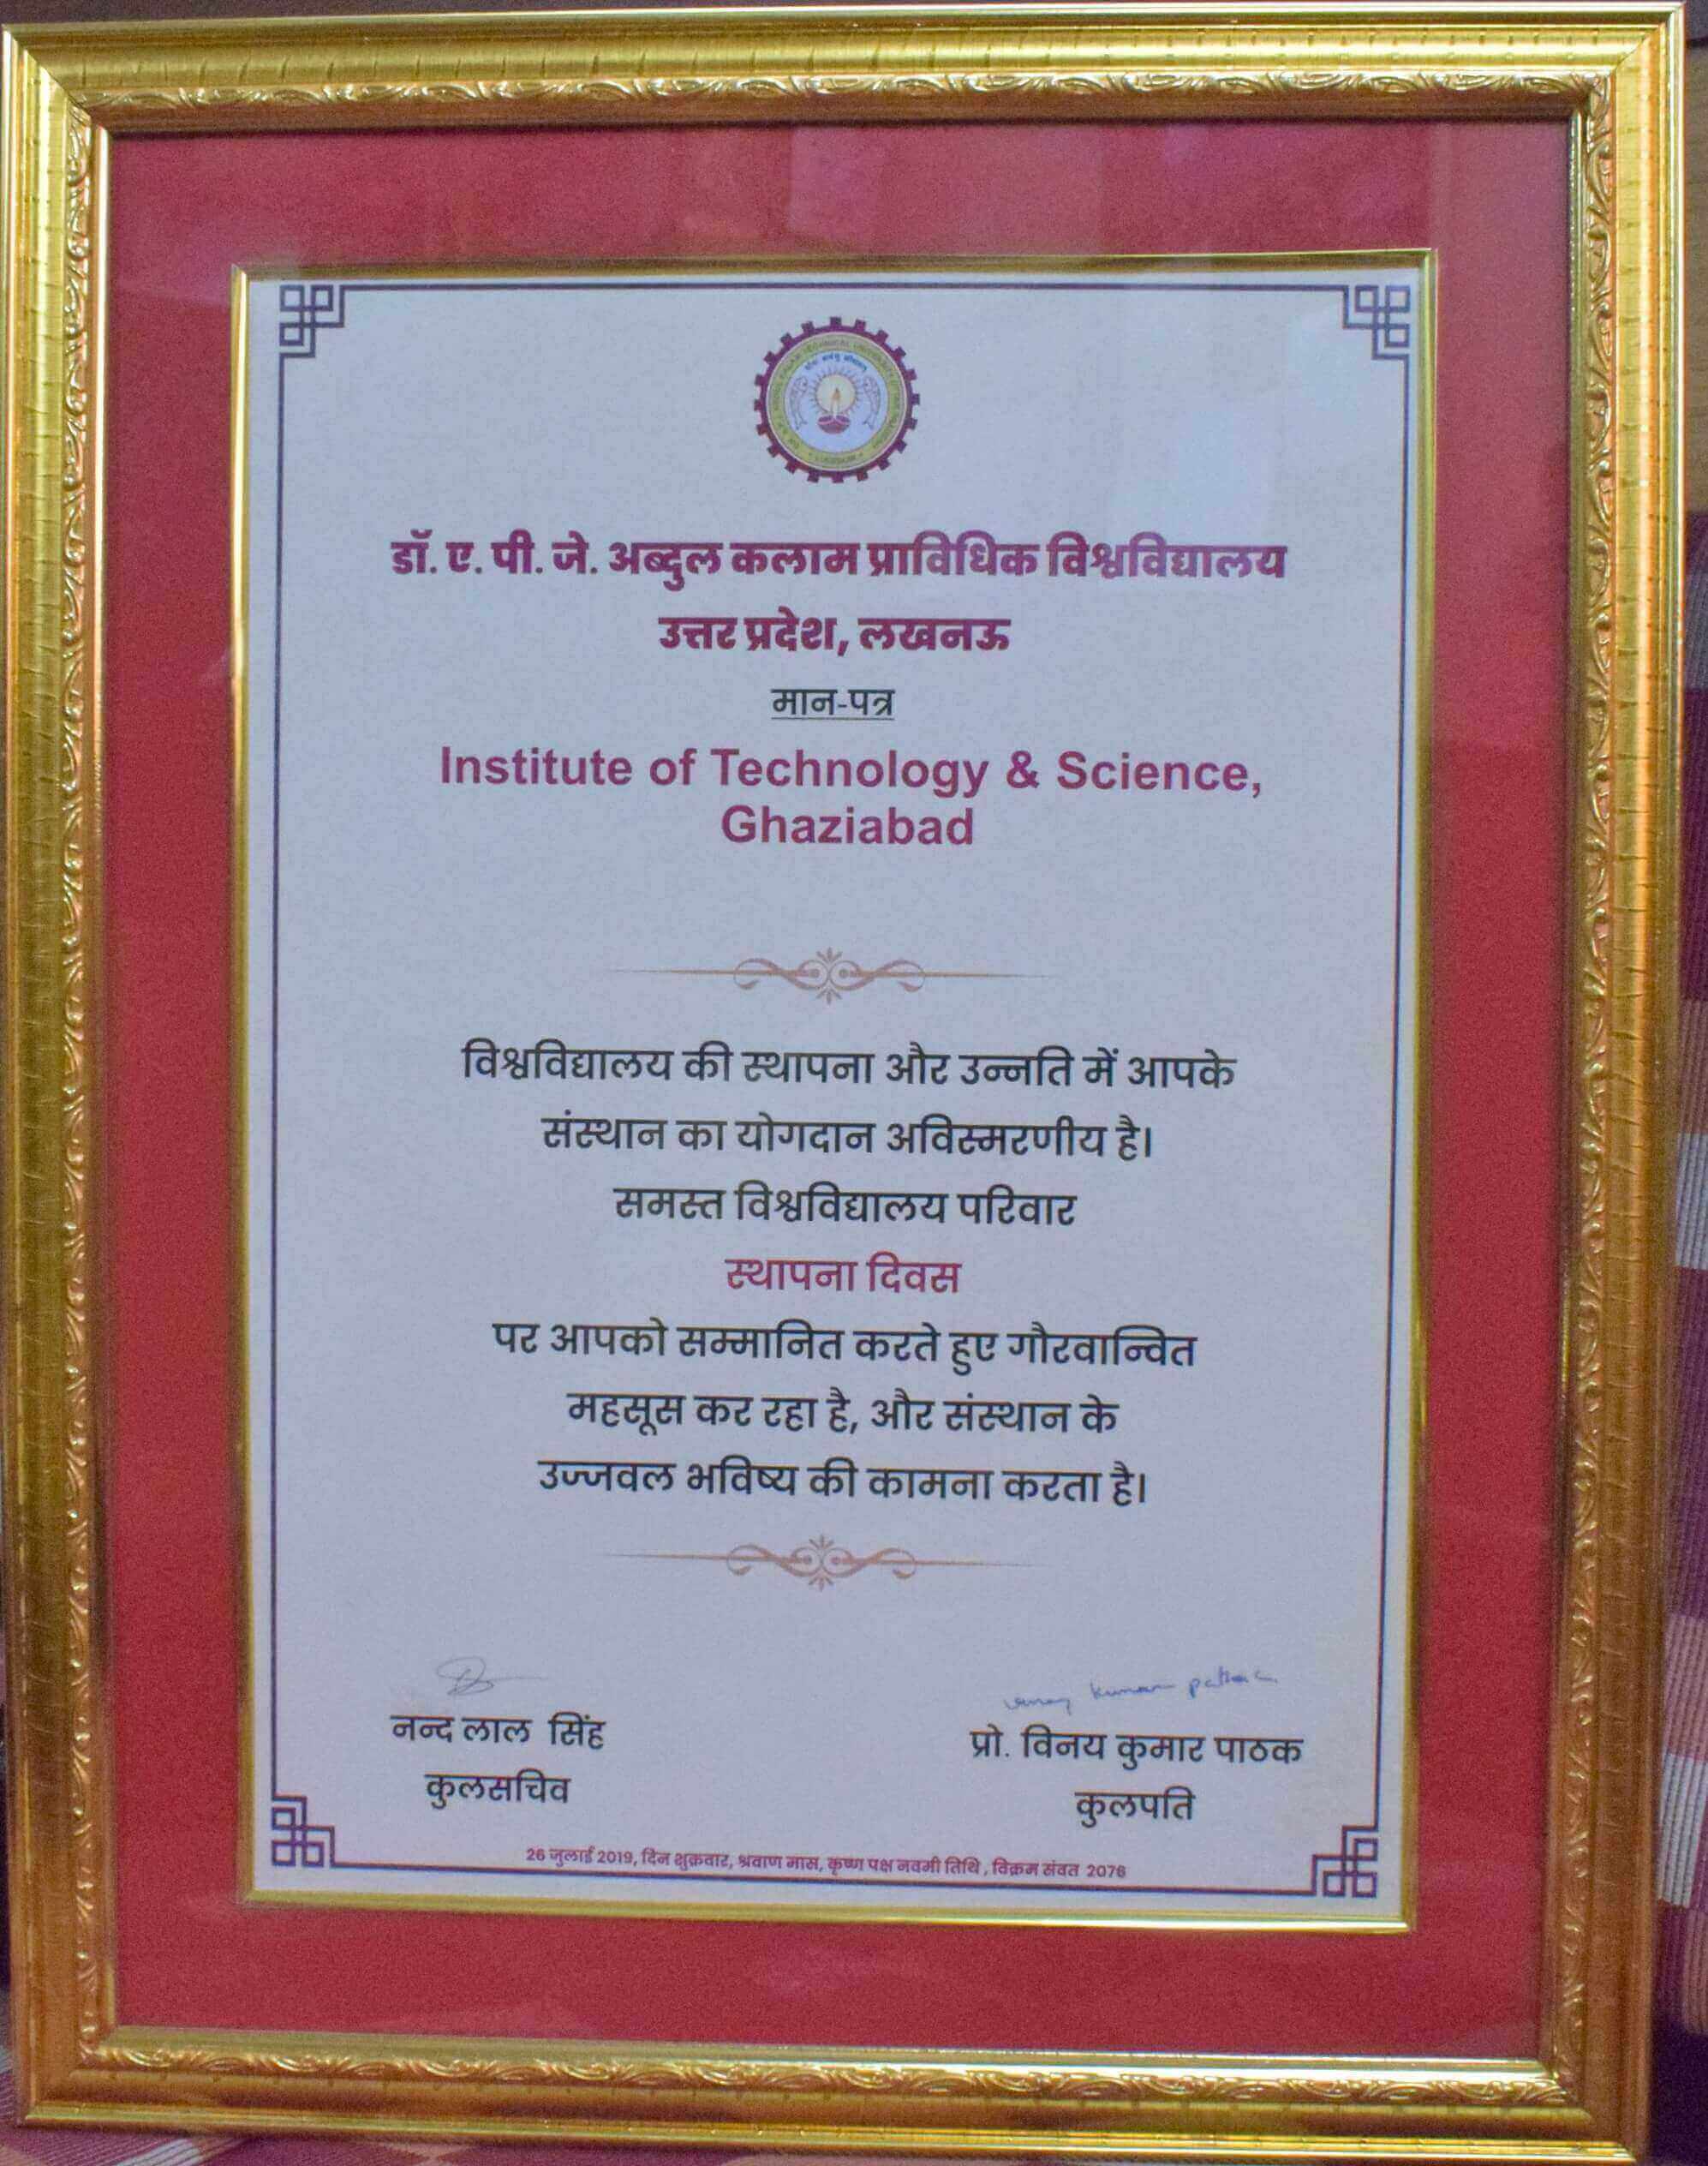 डॉ. ए. पी. जे. अब्दुल कलाम प्राविधिक विश्वविद्यालय
उत्तर प्रदेश, लखनऊ
मान-पत्र
Institute of Technology & Science,
Ghaziabad
विश्वविद्यालय की स्थापना और उन्नति में आपके
संस्थान का योगदान अविस्मरणीय है।
समस्त विश्वविद्यालय परिवार
स्थापना दिवस
पर आपको सम्मानित करते हुए गौरवान्वित
महसूस कर रहा है, और संस्थान के
उज्जवल भविष्य की कामना करता है।
vinay kumar pathak
नन्द लाल सिंह
कुलसचिव
प्रो. विनय कुमार पाठक
कुलपति
26 जुलाई 2019, दिन शुक्रवार, श्रवाण मास, कृष्ण पक्ष नवमी तिथि , विक्रम संवत 2076